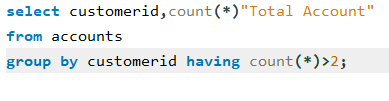 select customerid,count(*)"Total Account"
from accounts
group by customerid having count(*)>2;